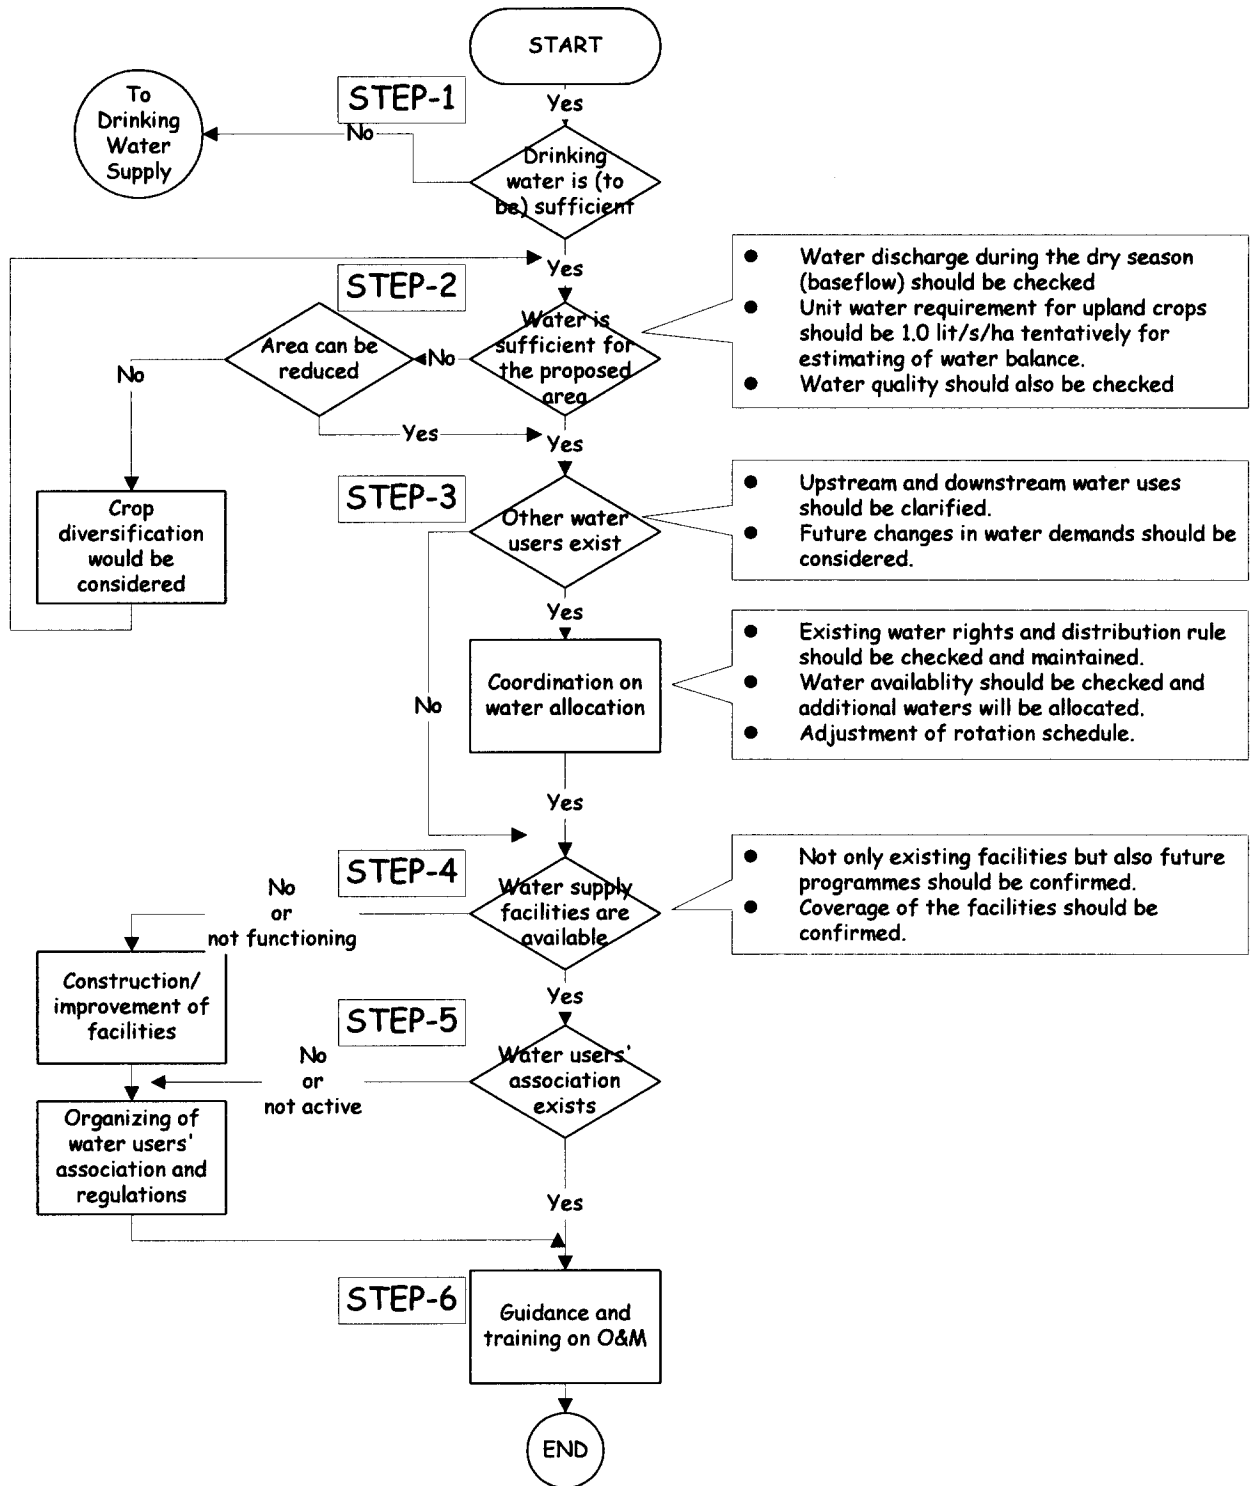 START
Yes
STEP-1
To
Drinking
Water
Supply
No
Drinking
water is (to
be) sufficient
Yes
STEP-2
● Water discharge during the dry season
(baseflow) should be checked
● Unit water requirement for upland crops
should be 1.0 lit/s/ha tentatively for
estimating of water balance.
● Water quality should also be checked
Water is
sufficient for
the proposed
area
No
Area can be
reduced
No
Yes
Yes
Crop
diversification
would be
considered
STEP-3
Other water
users exist
● Upstream and downstream water uses
should be clarified.
● Future changes in water demands should be
considered.
Yes
No
Coordination on
water allocation
● Existing water rights and distribution rule
should be checked and maintained.
● Water availablity should be checked and
additional waters will be allocated.
● Adjustment of rotation schedule.
Yes
STEP-4
Water supply
facilities are
available
● Not only existing facilities but also future
programmes should be confirmed.
● Coverage of the facilities should be
confirmed.
No
or
not functioning
Construction/
improvement of
facilities
Yes
STEP-5
Water users'
association
exists
No
or
not active
Organizing of
water users'
association and
regulations
Yes
STEP-6
Guidance and
training on O&M
END